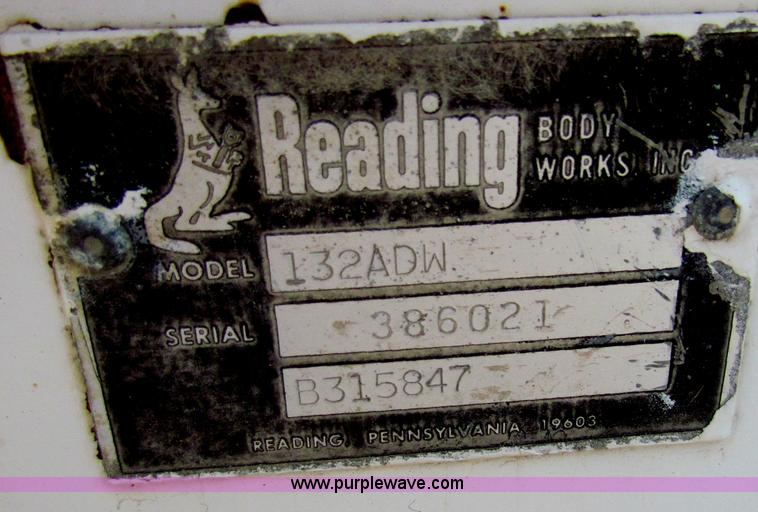 Reading BODY
WORKS INC
MODEL 132ADW
SERIAL 386021
B315847
READING, PENNSYLVANIA 19603
www.purplewave.com